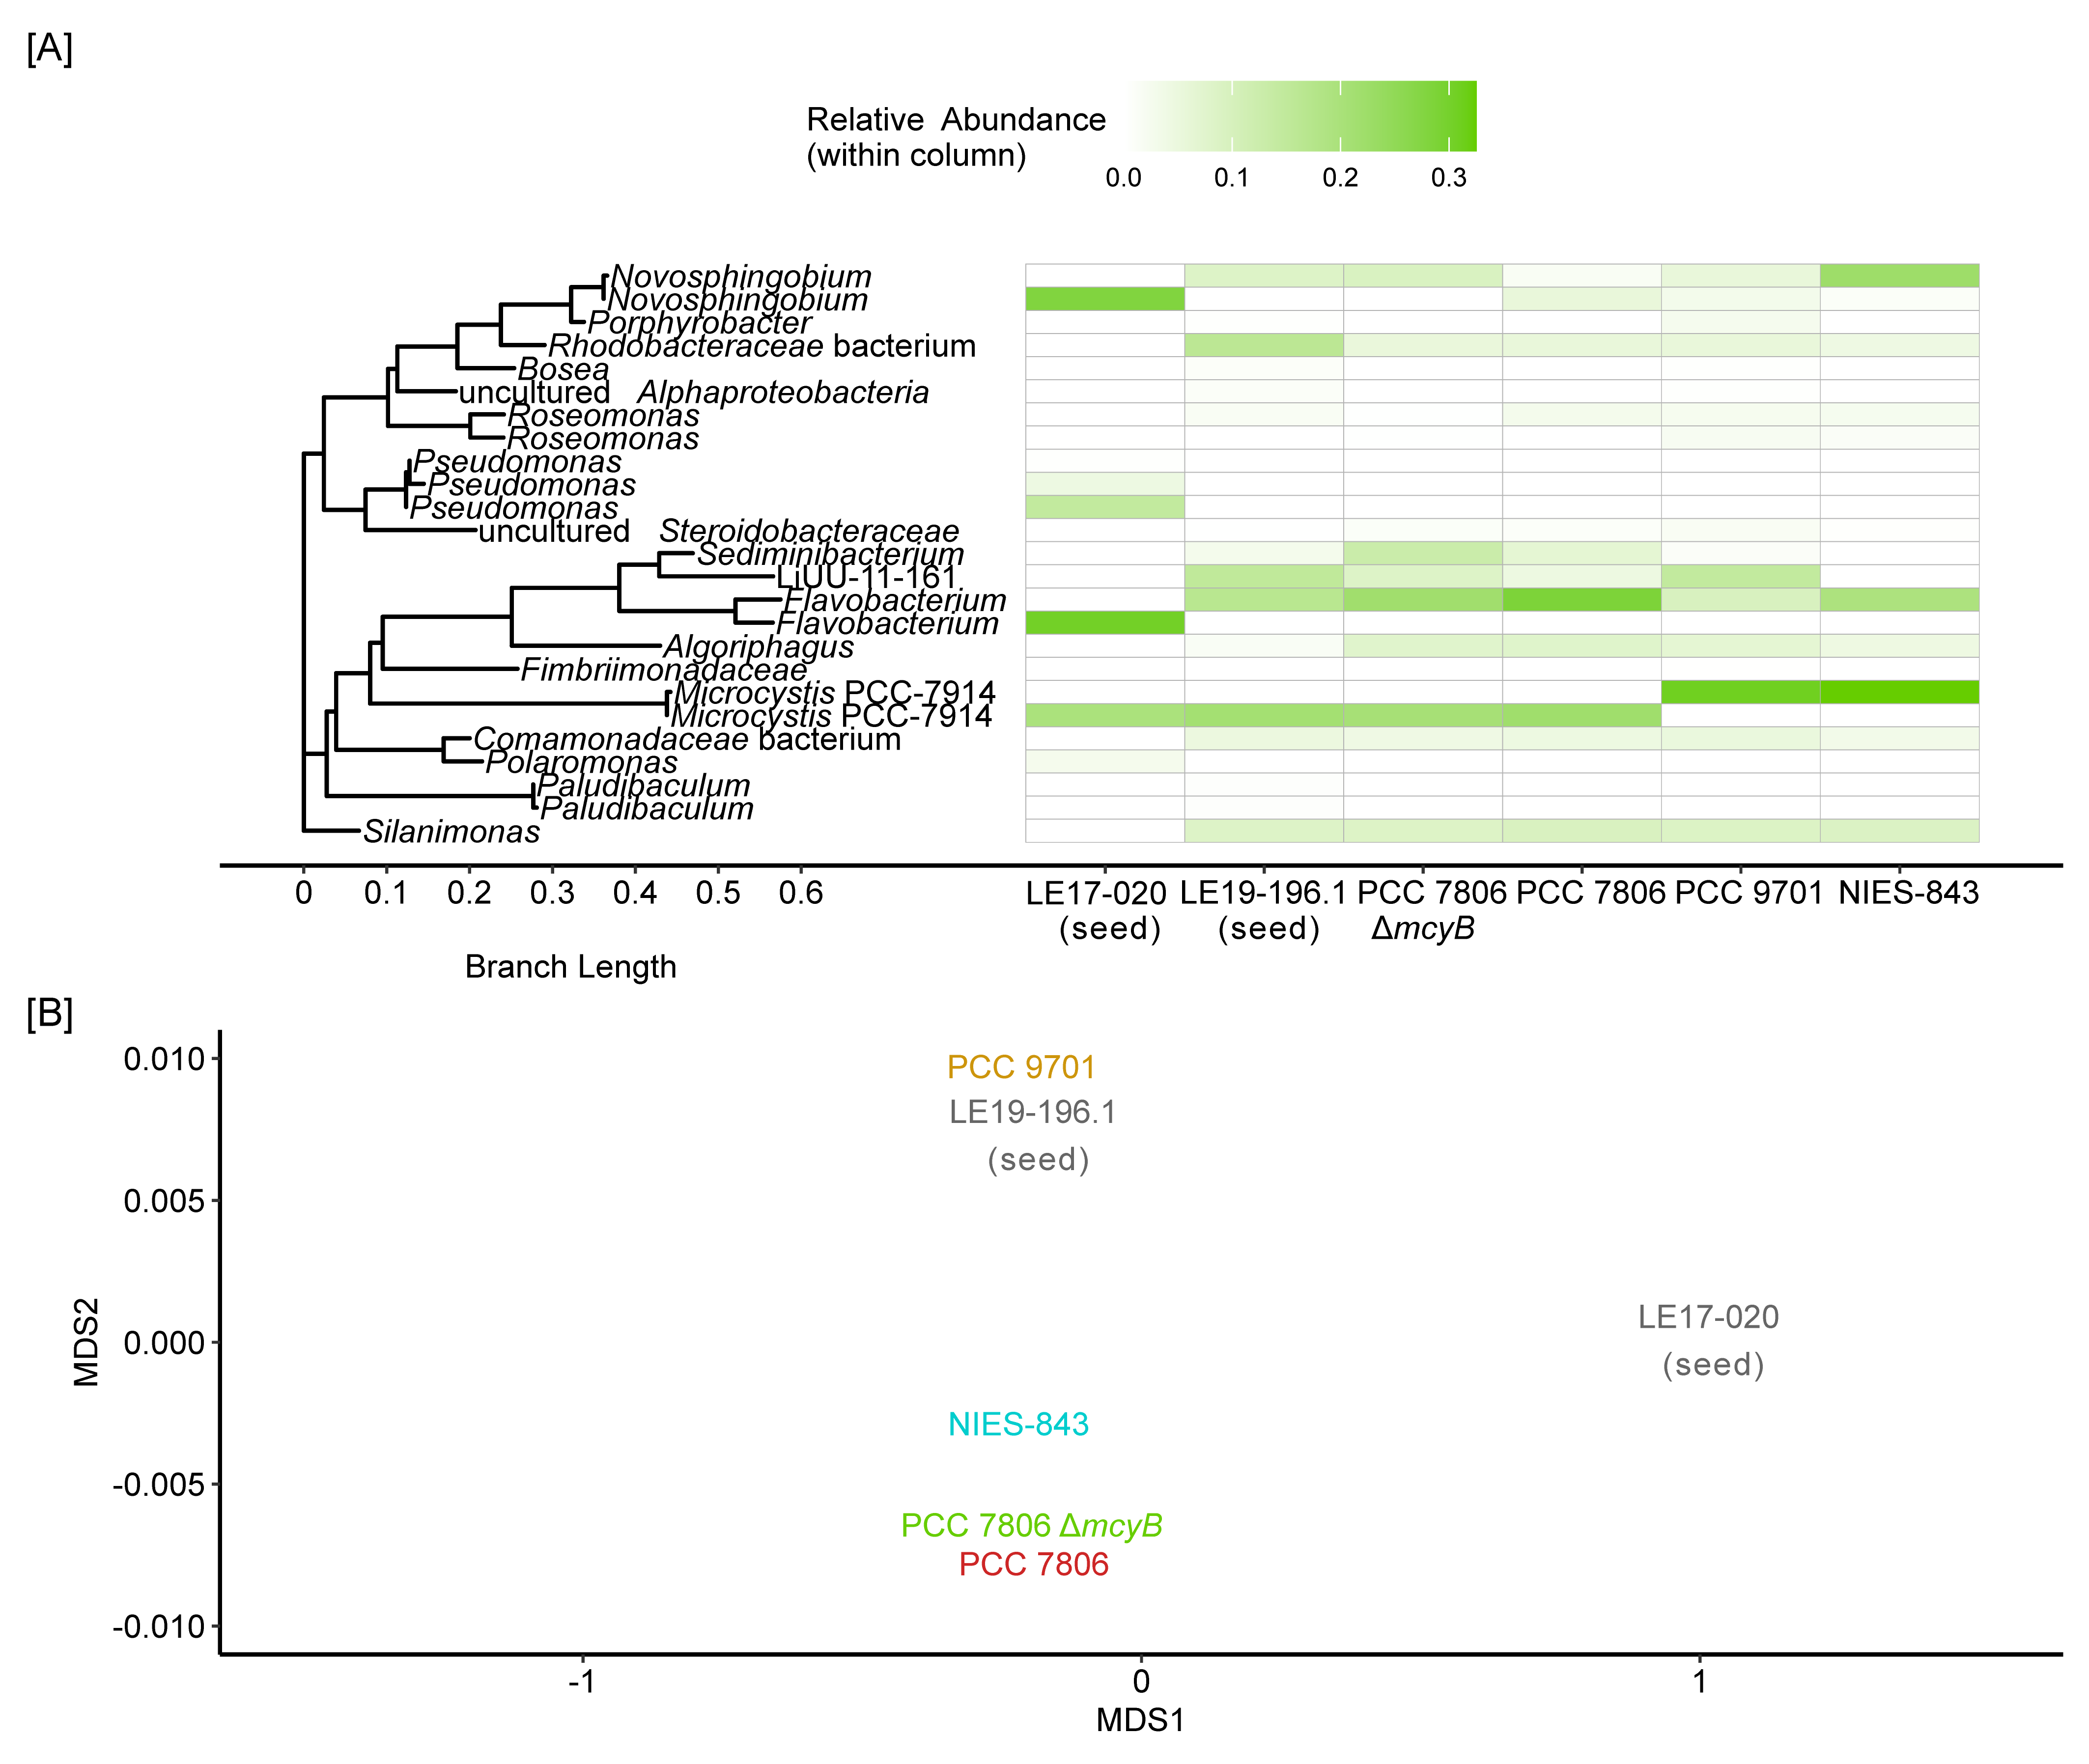 [A]
Relative Abundance
(within column)
0.0 0.1 0.2 0.3
Novosphingobium
Novosphingobium
Porphyrobacter
Rhodobacteraceae bacterium
Bosea
uncultured Alphaproteobacteria
Roseomonas
Roseomonas
Pseudomonas
Pseudomonas
Pseudomonas
uncultured Steroidobacteraceae
Sediminibacterium
LiUU-11-161
Flavobacterium
Flavobacterium
Algoriphagus
Fimbriimonadaceae
Microcystis PCC-7914
Microcystis PCC-7914
Comamonadaceae bacterium
Polaromonas
Paludibaculum
Paludibaculum
Silanimonas
0 0.1 0.2 0.3 0.4 0.5 0.6
Branch Length
LE17-020 LE19-196.1 PCC 7806 PCC 7806 PCC 9701 NIES-843
(seed) (seed) ΔmcyB
[B]
0.010
0.005
0.000
-0.005
-0.010
MDS2
PCC 9701
LE19-196.1
(seed)
LE17-020
(seed)
NIES-843
PCC 7806 ΔmcyB
PCC 7806
-1 0 1
MDS1